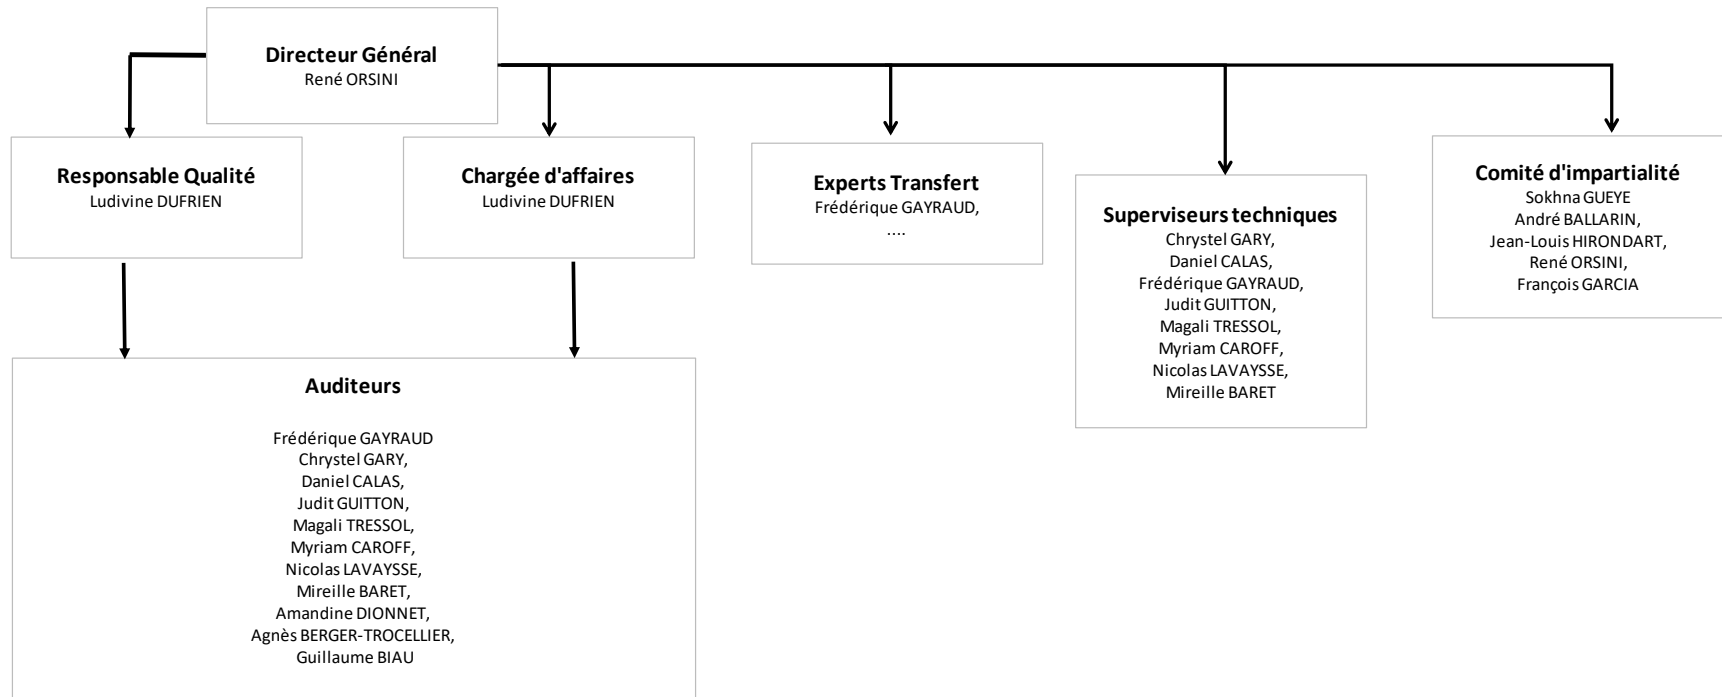 Directeur Général
René ORSINI
Responsable Qualité
Ludivine DUFRIEN
Chargée d'affaires
Ludivine DUFRIEN
Experts Transfert
Frédérique GAYRAUD,
....
Superviseurs techniques
Chrystel GARY,
Daniel CALAS,
Frédérique GAYRAUD,
Judit GUITTON,
Magali TRESSOL,
Myriam CAROFF,
Nicolas LAVAYSSE,
Mireille BARET
Comité d'impartialité
Sokhna GUEYE
André BALLARIN,
Jean-Louis HIRONDART,
René ORSINI,
François GARCIA
Auditeurs
Frédérique GAYRAUD
Chrystel GARY,
Daniel CALAS,
Judit GUITTON,
Magali TRESSOL,
Myriam CAROFF,
Nicolas LAVAYSSE,
Mireille BARET,
Amandine DIONNET,
Agnès BERGER-TROCELLIER,
Guillaume BIAU